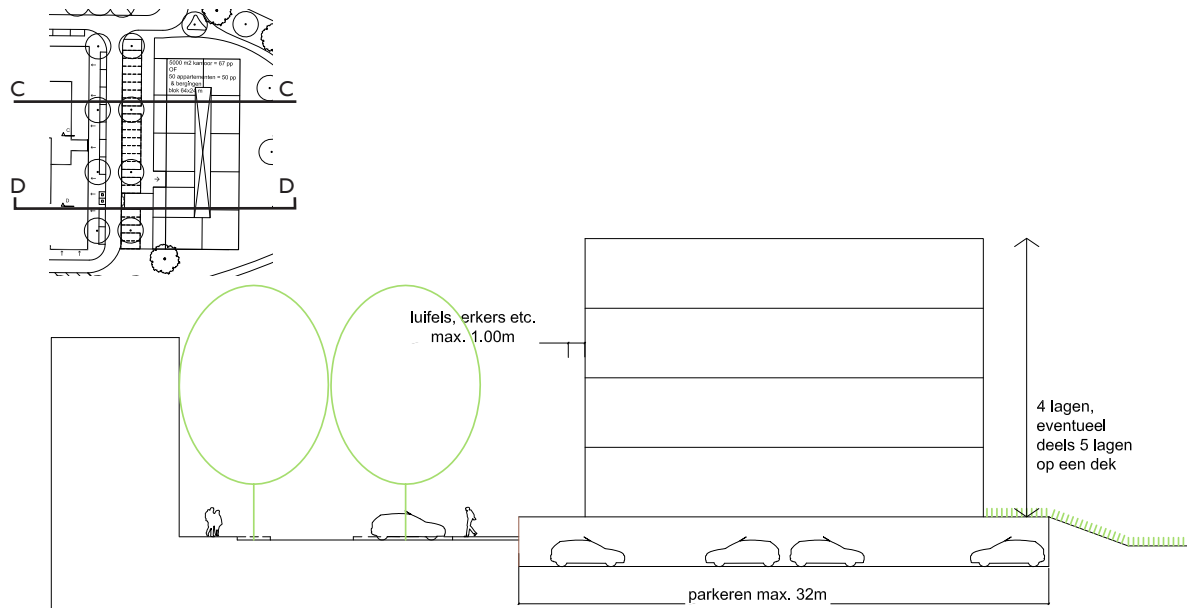 5000 m2 kantoor = 67 pp
OF
50 appartementen = 50 pp
& bergingen
blok 64x24 m
C
C
C
D
D
D
luifels, erkers etc.
max. 1.00m
4 lagen,
eventueel
deels 5 lagen
op een dek
parkeren max. 32m